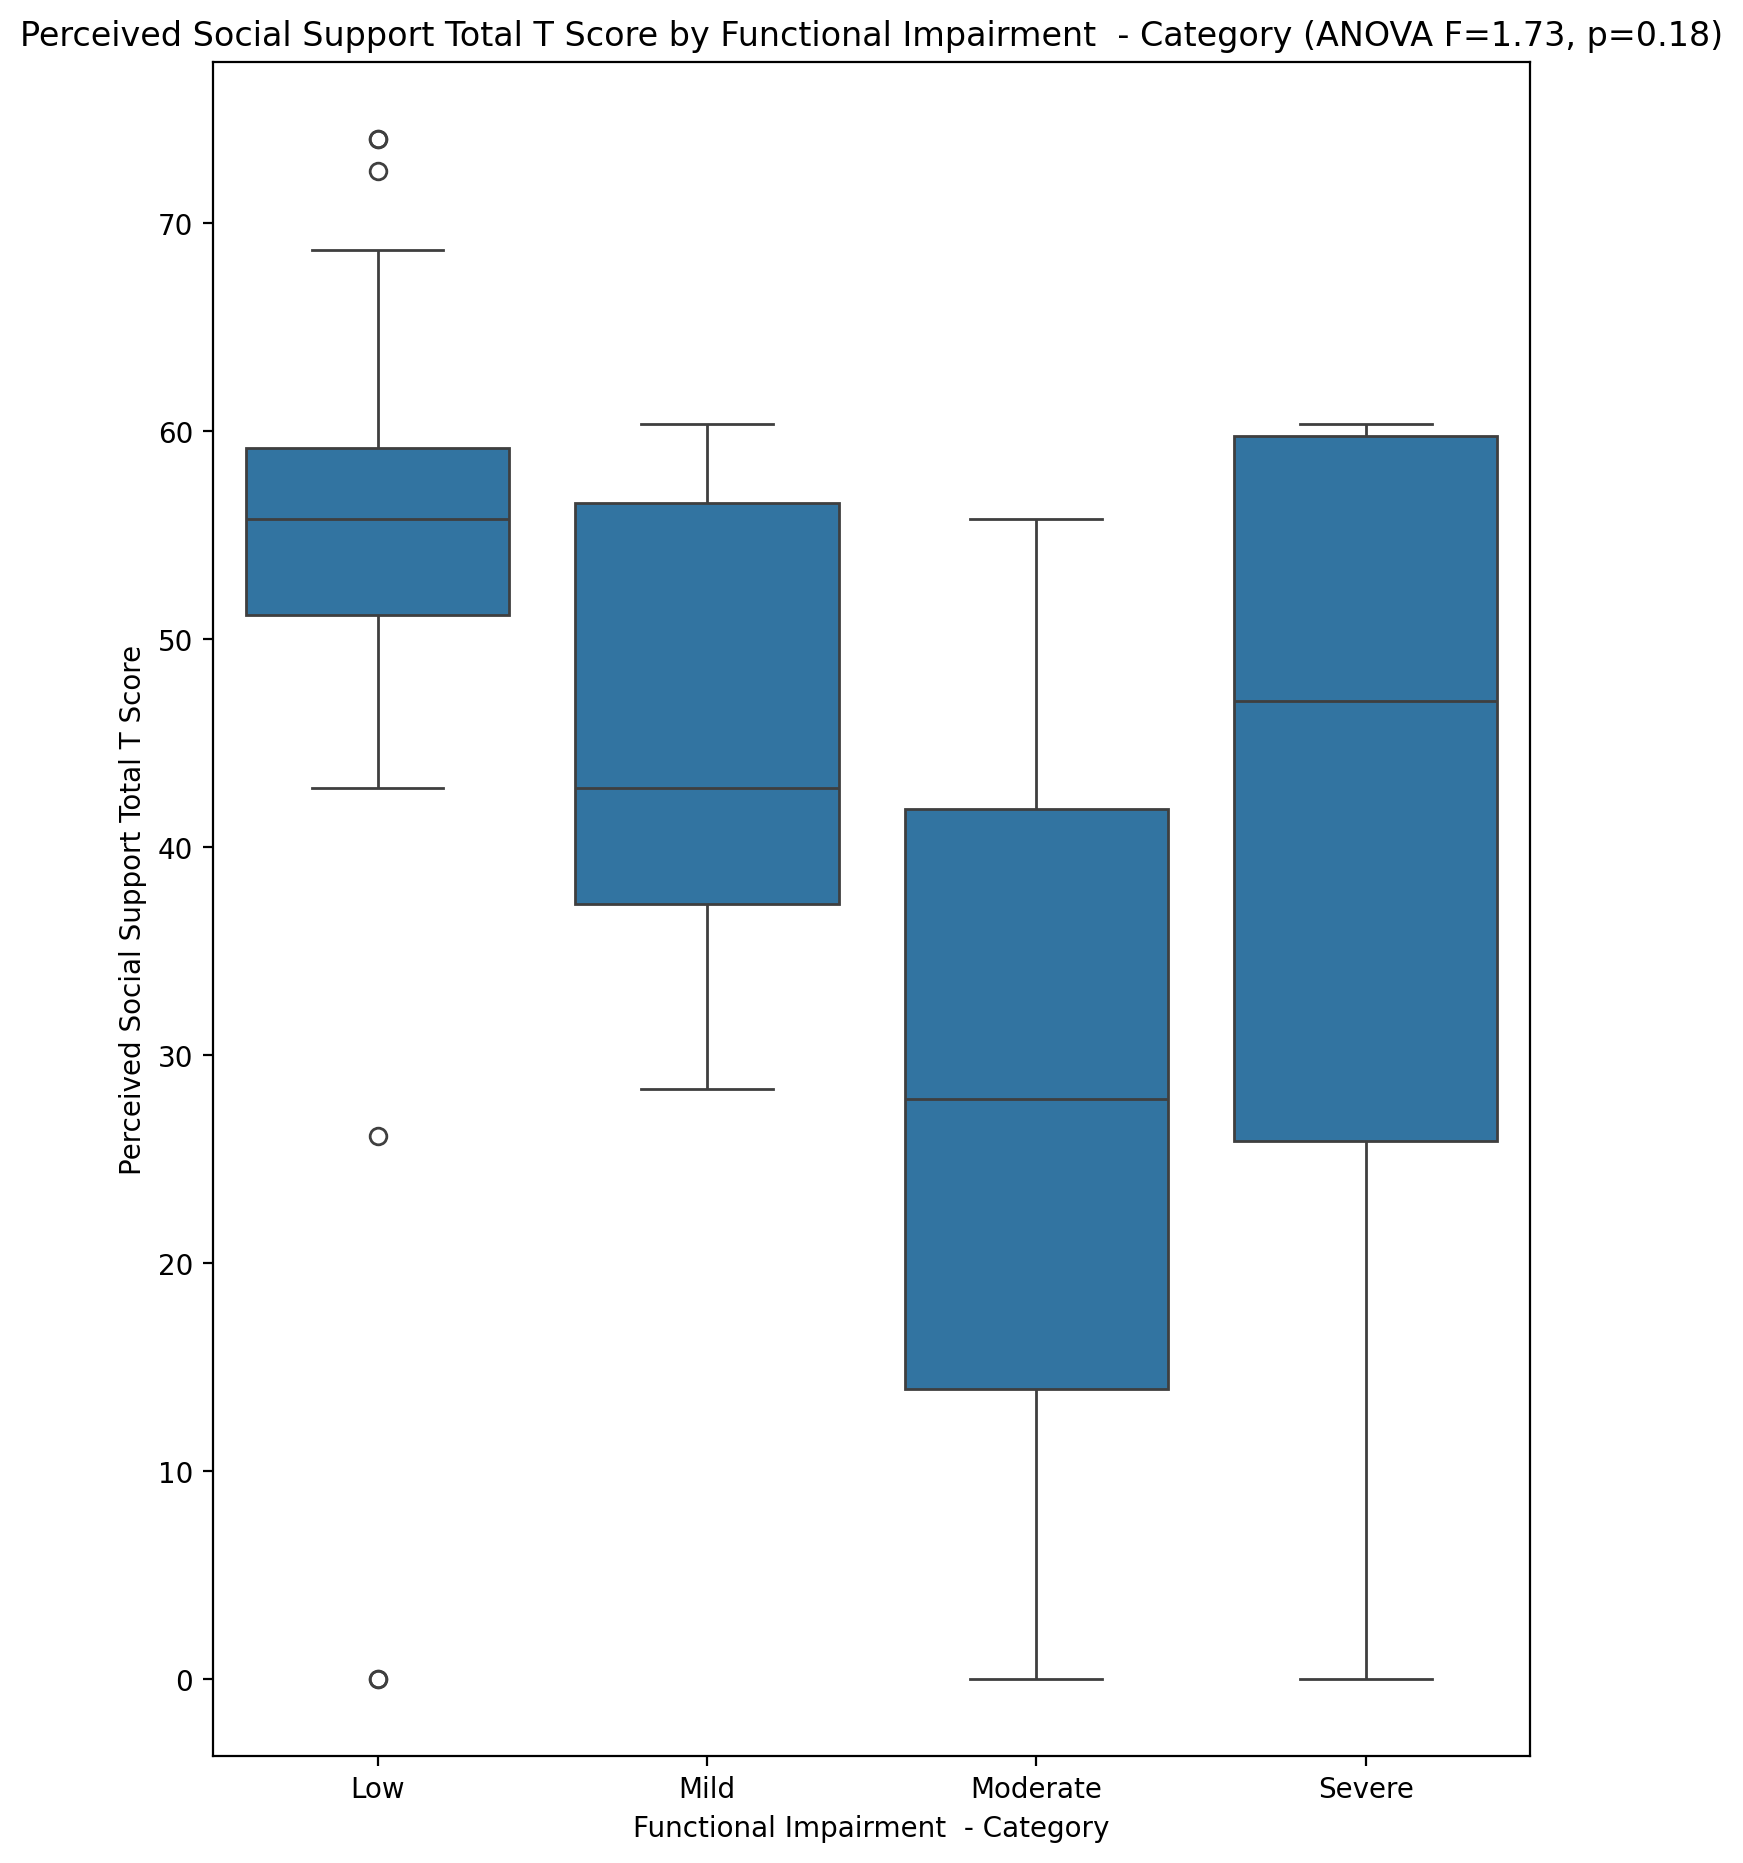 Perceived Social Support Total T Score by Functional Impairment  - Category (ANOVA F=1.73, p=0.18)
Perceived Social Support Total T Score
70
60
50
40
30
20
10
0
Low Mild Moderate Severe
Functional Impairment  - Category